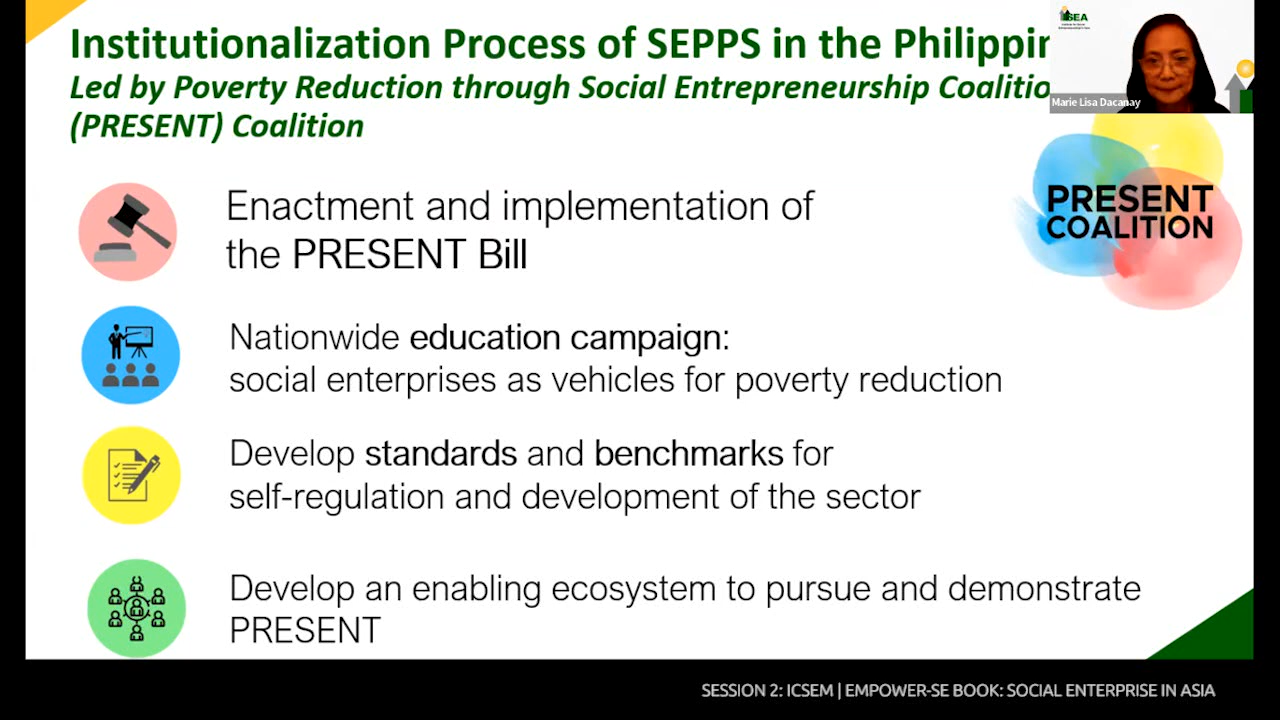 Institutionalization Process of SEPPS in the Philippin
Led by Poverty Reduction through Social Entrepreneurship Coalitio
(PRESENT) Coalition
SEA
Marie Lisa Dacanay
PRESENT
COALITION
Enactment and implementation of
the PRESENT Bill
Nationwide education campaign:
social enterprises as vehicles for poverty reduction
Develop standards and benchmarks for
self-regulation and development of the sector
Develop an enabling ecosystem to pursue and demonstrate
PRESENT
SESSION 2: ICSEM | EMPOWER-SE BOOK: SOCIAL ENTERPRISE IN ASIA